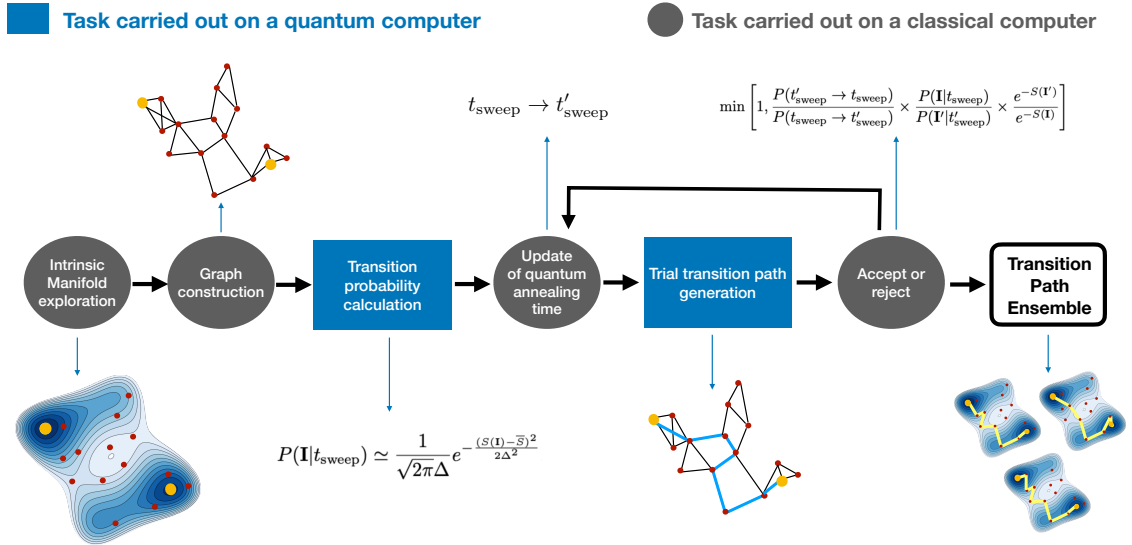 Task carried out on a quantum computer
Task carried out on a classical computer
t_sweep → t′_sweep
min [1, P(t′_sweep → t_sweep) / P(t_sweep → t′_sweep) × P(I|t_sweep) / P(I′|t′_sweep) × e^{-S(I′)} / e^{-S(I)}]
Intrinsic
Manifold
exploration
Graph
construction
Transition
probability
calculation
Update
of quantum
annealing
time
Trial transition path
generation
Accept or
reject
Transition
Path
Ensemble
P(I|t_sweep) ≃ 1 / (√2π Δ) e^{-(S(I)-S̅)² / 2Δ²}